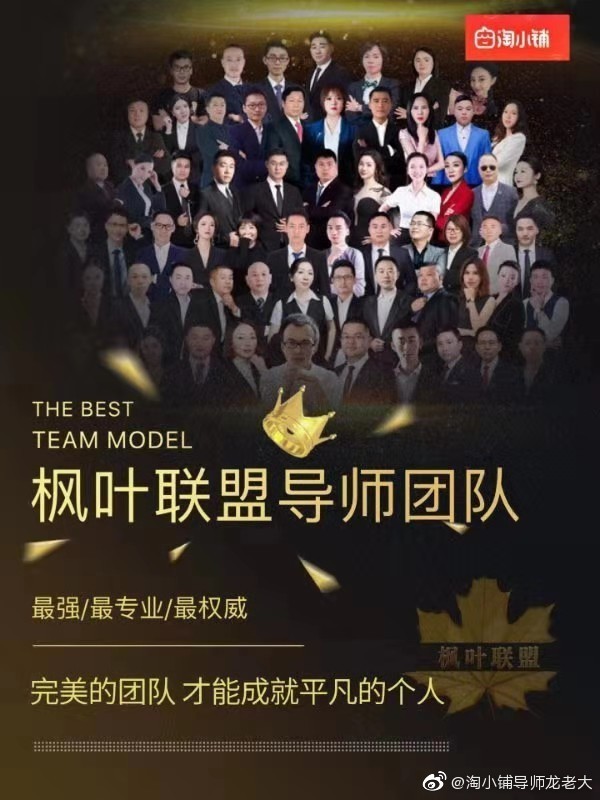 淘小铺
THE BEST
TEAM MODEL
枫叶联盟导师团队
最强/最专业/最权威
枫叶联盟
完美的团队 才能成就平凡的个人
@淘小铺导师龙老大